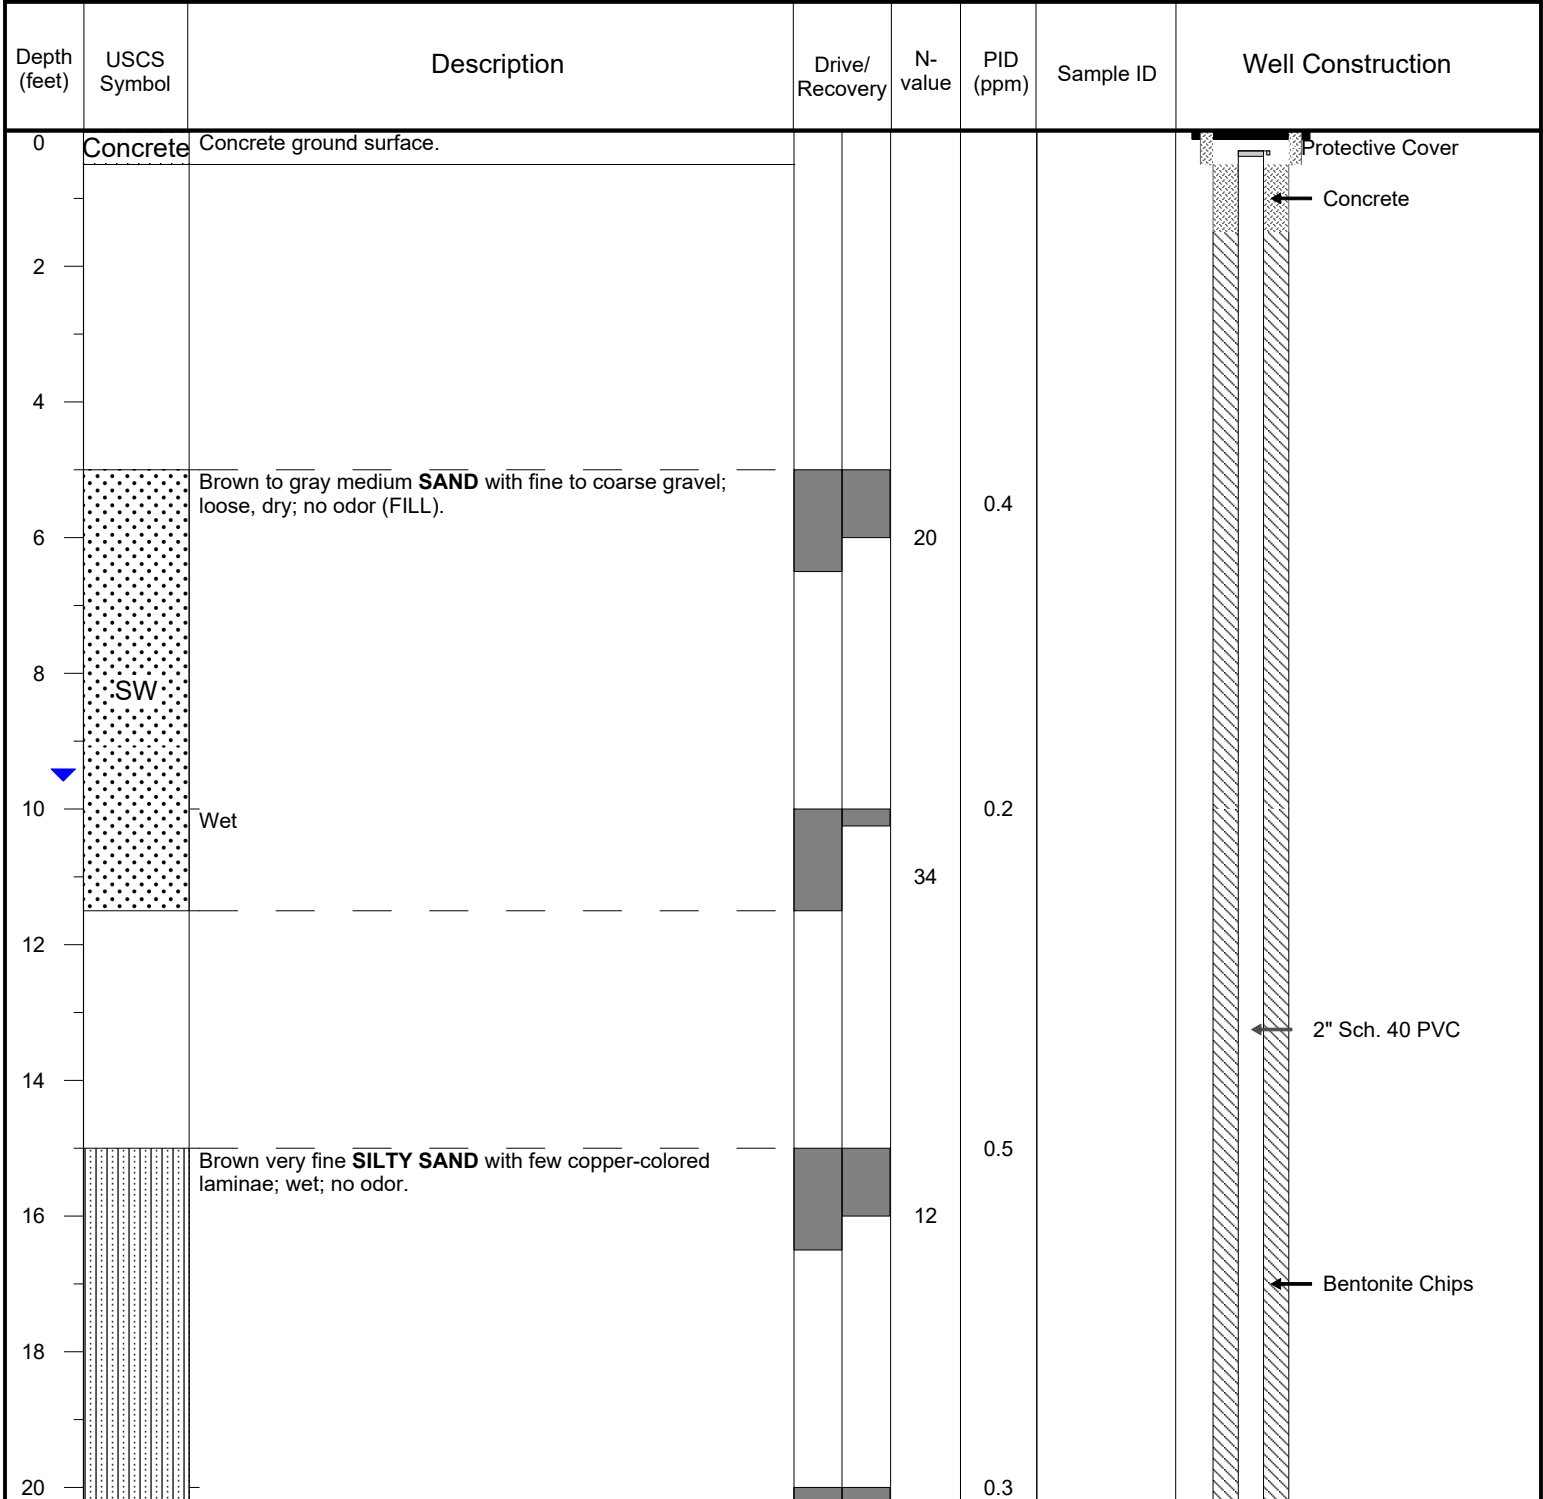 Depth
(feet)
USCS
Symbol
Description
Drive/
Recovery
N-
value
PID
(ppm)
Sample ID
Well Construction
0
Concrete
Concrete ground surface.
Protective Cover
Concrete
2
4
Brown to gray medium SAND with fine to coarse gravel;
loose, dry; no odor (FILL).
0.4
6
20
8
SW
10
Wet
0.2
34
12
2" Sch. 40 PVC
14
Brown very fine SILTY SAND with few copper-colored
laminae; wet; no odor.
0.5
16
12
Bentonite Chips
18
20
0.3